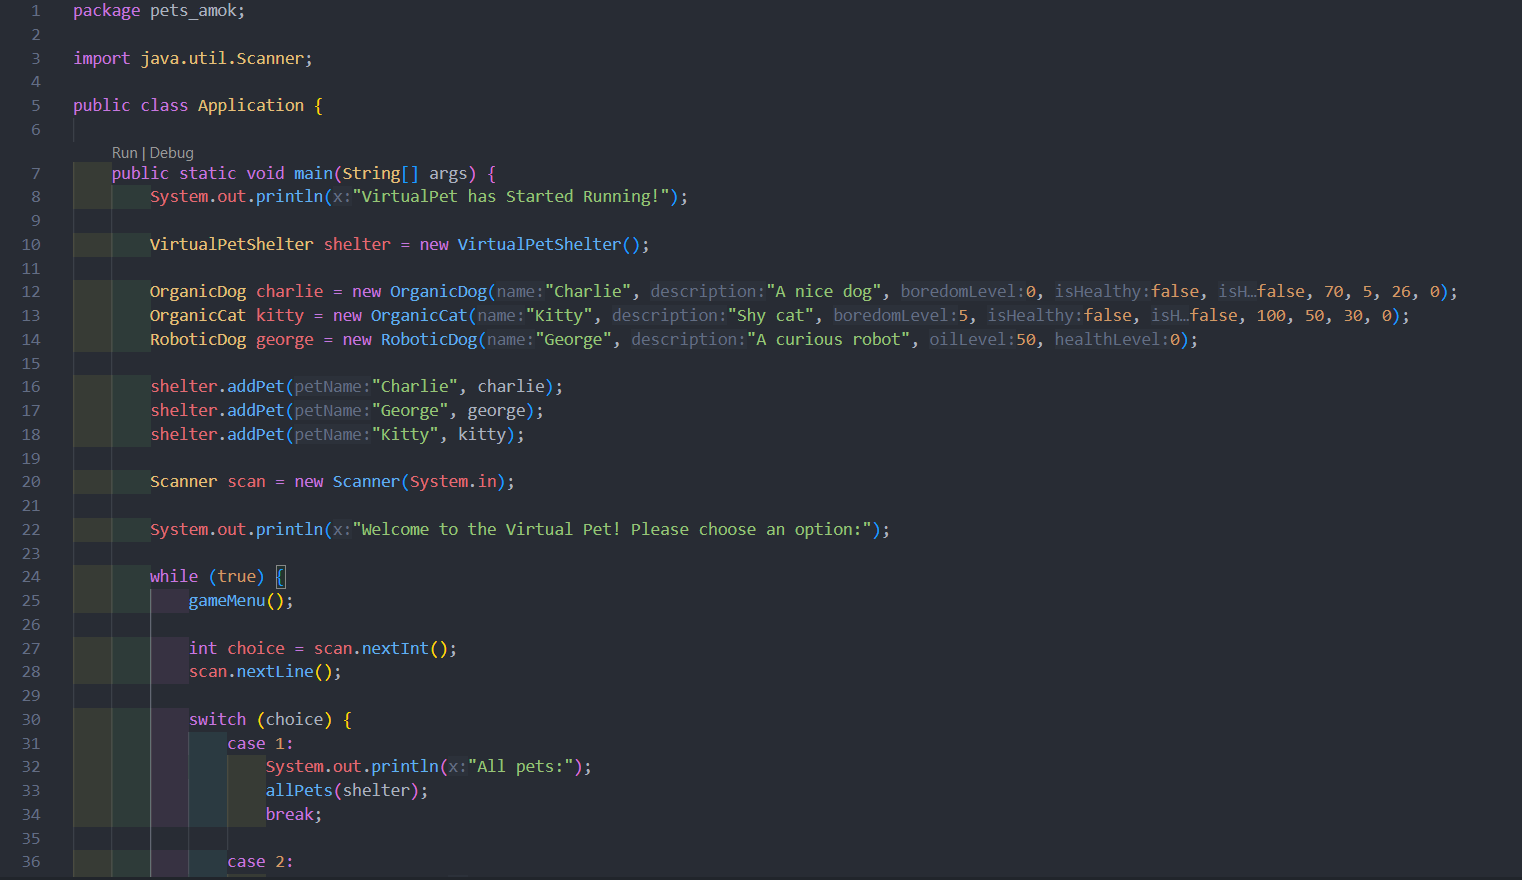 1 package pets_amok;
2
3 import java.util.Scanner;
4
5 public class Application {
6
Run | Debug
7 public static void main(String[] args) {
8 System.out.println(x:"VirtualPet has Started Running!");
9
10 VirtualPetShelter shelter = new VirtualPetShelter();
11
12 OrganicDog charlie = new OrganicDog(name:"Charlie", description:"A nice dog", boredomLevel:0, isHealthy:false, isH…false, 70, 5, 26, 0);
13 OrganicCat kitty = new OrganicCat(name:"Kitty", description:"Shy cat", boredomLevel:5, isHealthy:false, isH…false, 100, 50, 30, 0);
14 RoboticDog george = new RoboticDog(name:"George", description:"A curious robot", oilLevel:50, healthLevel:0);
15
16 shelter.addPet(petName:"Charlie", charlie);
17 shelter.addPet(petName:"George", george);
18 shelter.addPet(petName:"Kitty", kitty);
19
20 Scanner scan = new Scanner(System.in);
21
22 System.out.println(x:"Welcome to the Virtual Pet! Please choose an option:");
23
24 while (true) {
25 gameMenu();
26
27 int choice = scan.nextInt();
28 scan.nextLine();
29
30 switch (choice) {
31 case 1:
32 System.out.println(x:"All pets:");
33 allPets(shelter);
34 break;
35
36 case 2: